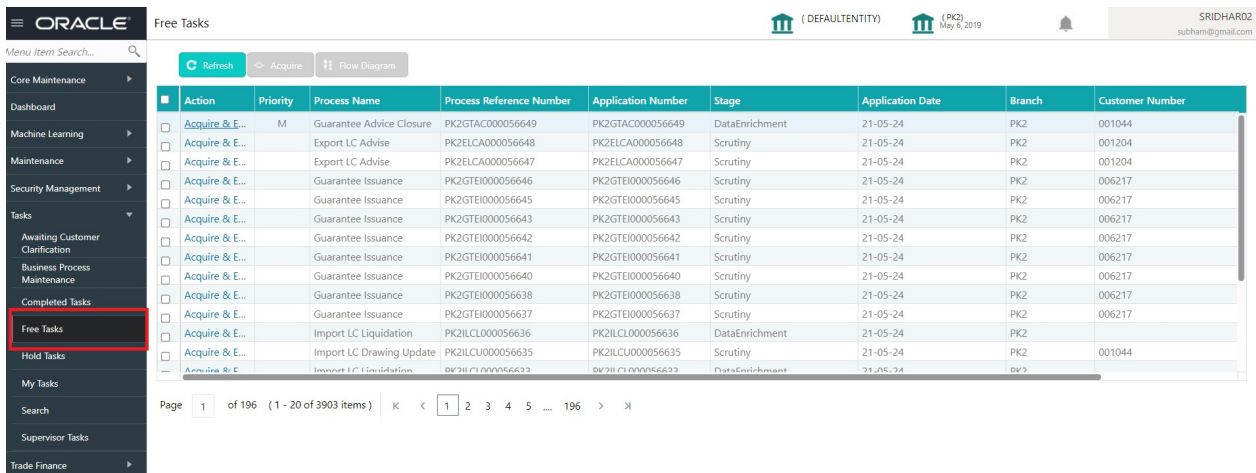 ORACLE
Free Tasks
( DEFAULTENTITY)
( PK2)
May 6, 2019
SRIDHAR02
subham@gmail.com
Menu Item Search...
Core Maintenance
Dashboard
Machine Learning
Maintenance
Security Management
Tasks
Awaiting Customer
Clarification
Business Process
Maintenance
Completed Tasks
Free Tasks
Hold Tasks
My Tasks
Search
Supervisor Tasks
Trade Finance
Refresh Acquire Flow Diagram
Action Priority Process Name Process Reference Number Application Number Stage Application Date Branch Customer Number
Acquire & E... M Guarantee Advice Closure PK2GTAC000056649 PK2GTAC000056649 DataEnrichment 21-05-24 PK2 001044
Acquire & E... Export LC Advise PK2ELCA000056648 PK2ELCA000056648 Scrutiny 21-05-24 PK2 001204
Acquire & E... Export LC Advise PK2ELCA000056647 PK2ELCA000056647 Scrutiny 21-05-24 PK2 001204
Acquire & E... Guarantee Issuance PK2GTEI000056646 PK2GTEI000056646 Scrutiny 21-05-24 PK2 006217
Acquire & E... Guarantee Issuance PK2GTEI000056645 PK2GTEI000056645 Scrutiny 21-05-24 PK2 006217
Acquire & E... Guarantee Issuance PK2GTEI000056643 PK2GTEI000056643 Scrutiny 21-05-24 PK2 006217
Acquire & E... Guarantee Issuance PK2GTEI000056642 PK2GTEI000056642 Scrutiny 21-05-24 PK2 006217
Acquire & E... Guarantee Issuance PK2GTEI000056641 PK2GTEI000056641 Scrutiny 21-05-24 PK2 006217
Acquire & E... Guarantee Issuance PK2GTEI000056640 PK2GTEI000056640 Scrutiny 21-05-24 PK2 006217
Acquire & E... Guarantee Issuance PK2GTEI000056638 PK2GTEI000056638 Scrutiny 21-05-24 PK2 006217
Acquire & E... Guarantee Issuance PK2GTEI000056637 PK2GTEI000056637 Scrutiny 21-05-24 PK2 006217
Acquire & E... Import LC Liquidation PK2ILCL000056636 PK2ILCL000056636 DataEnrichment 21-05-24 PK2
Acquire & E... Import LC Drawing Update PK2ILCU000056635 PK2ILCU000056635 Scrutiny 21-05-24 PK2 001044
Acquire & E... Import LC Liquidation PK2ILCL000056633 PK2ILCL000056633 DataEnrichment 21-05-24 PK2
Page 1 of 196 ( 1 - 20 of 3903 items ) 1 2 3 4 5 .... 196